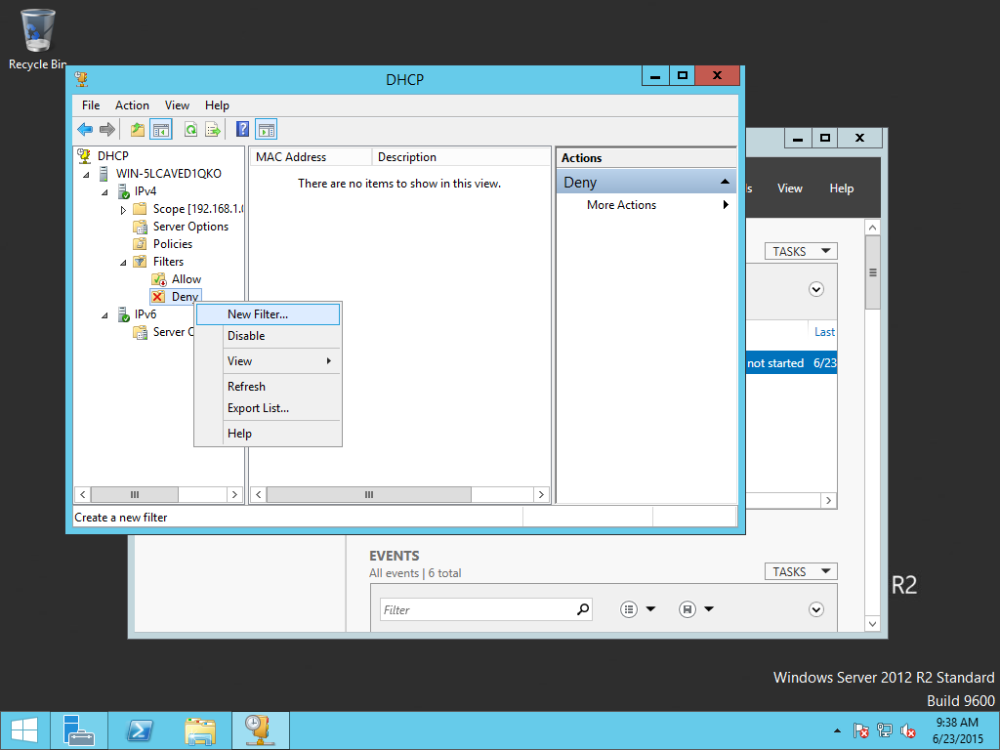 Recycle Bin
DHCP
File Action View Help
DHCP
WIN-5LCAVED1QKO
IPv4
Scope [192.168.1.0
Server Options
Policies
Filters
Allow
Deny
IPv6
Server O
New Filter...
Disable
View
Refresh
Export List...
Help
MAC Address Description
There are no items to show in this view.
Actions
Deny
More Actions
Create a new filter
View Help
TASKS
Last
not started 6/23
EVENTS
All events | 6 total
TASKS
Filter
R2
Windows Server 2012 R2 Standard
Build 9600
9:38 AM
6/23/2015